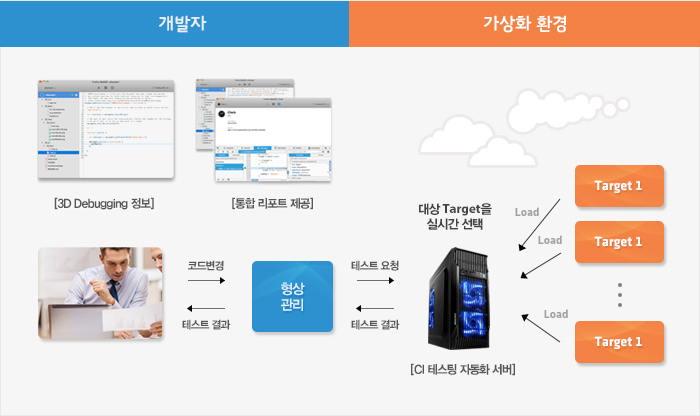 개발자
가상화 환경
[3D Debugging 정보]
[통합 리포트 제공]
대상 Target을
실시간 선택
Load
Target 1
Load
Target 1
Load
Target 1
코드변경
테스트 결과
형상
관리
테스트 요청
테스트 결과
[CI 테스팅 자동화 서버]